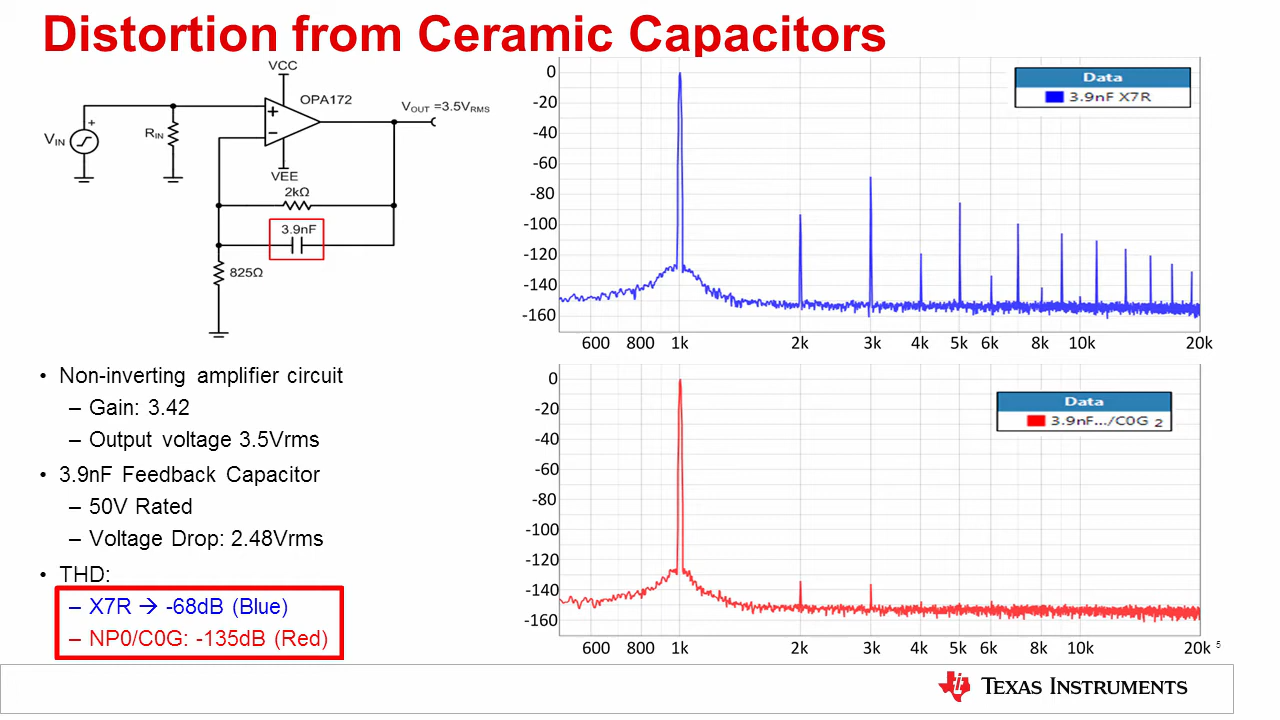 Distortion from Ceramic Capacitors
VCC
OPA172
VOUT =3.5VRMS
+
VIN
RIN
+
−
VEE
2kΩ
3.9nF
825Ω
• Non-inverting amplifier circuit
– Gain: 3.42
– Output voltage 3.5Vrms
• 3.9nF Feedback Capacitor
– 50V Rated
– Voltage Drop: 2.48Vrms
• THD:
– X7R → -68dB (Blue)
– NP0/C0G: -135dB (Red)
Data
3.9nF X7R
0
-20
-40
-60
-80
-100
-120
-140
-160
600 800 1k 2k 3k 4k 5k 6k 8k 10k 20k
Data
3.9nF.../C0G 2
0
-20
-40
-60
-80
-100
-120
-140
-160
600 800 1k 2k 3k 4k 5k 6k 8k 10k 20k
5
TEXAS INSTRUMENTS